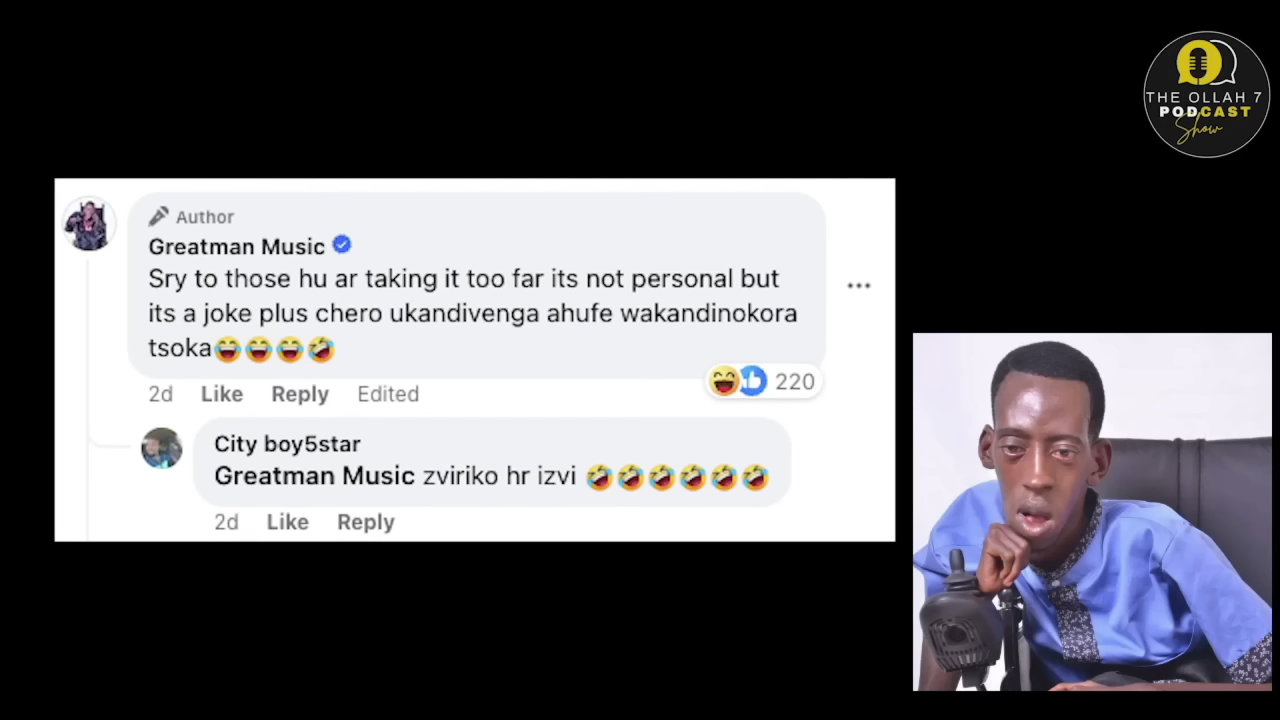 THE OLLAH 7
PODCAST
Show
Author
Greatman Music
Sry to those hu ar taking it too far its not personal but
its a joke plus chero ukandivenga ahufe wakandinokora
tsoka😂😂😂🤣
2d Like Reply Edited
220
City boy5star
Greatman Music zviriko hr izvi 🤣🤣🤣🤣🤣🤣
2d Like Reply